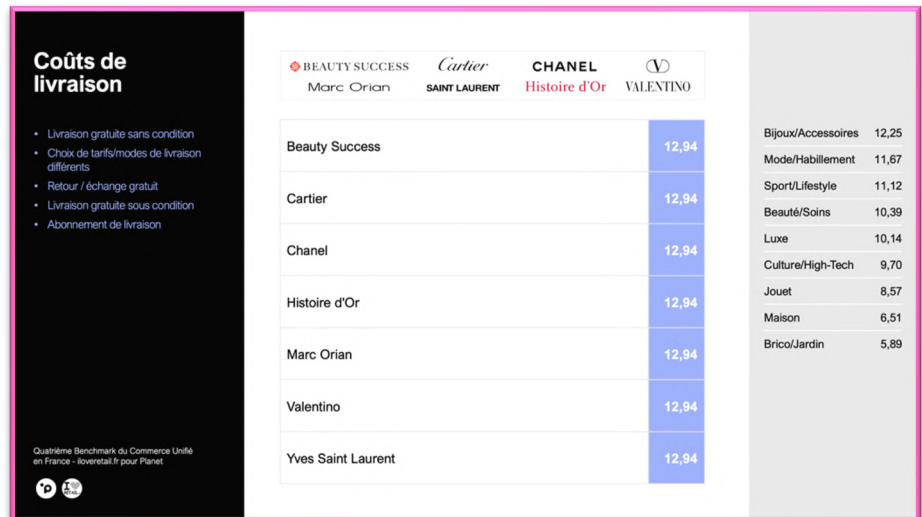 Coûts de
livraison
• Livraison gratuite sans condition
• Choix de tarifs/modes de livraison
différents
• Retour / échange gratuit
• Livraison gratuite sous condition
• Abonnement de livraison
Quatrième Benchmark du Commerce Unifié
en France - iloveretail.fr pour Planet
BEAUTY SUCCESS Cartier CHANEL V
Marc Orian SAINT LAURENT Histoire d'Or VALENTINO
Beauty Success 12,94
Cartier 12,94
Chanel 12,94
Histoire d'Or 12,94
Marc Orian 12,94
Valentino 12,94
Yves Saint Laurent 12,94
Bijoux/Accessoires 12,25
Mode/Habillement 11,67
Sport/Lifestyle 11,12
Beauté/Soins 10,39
Luxe 10,14
Culture/High-Tech 9,70
Jouet 8,57
Maison 6,51
Brico/Jardin 5,89